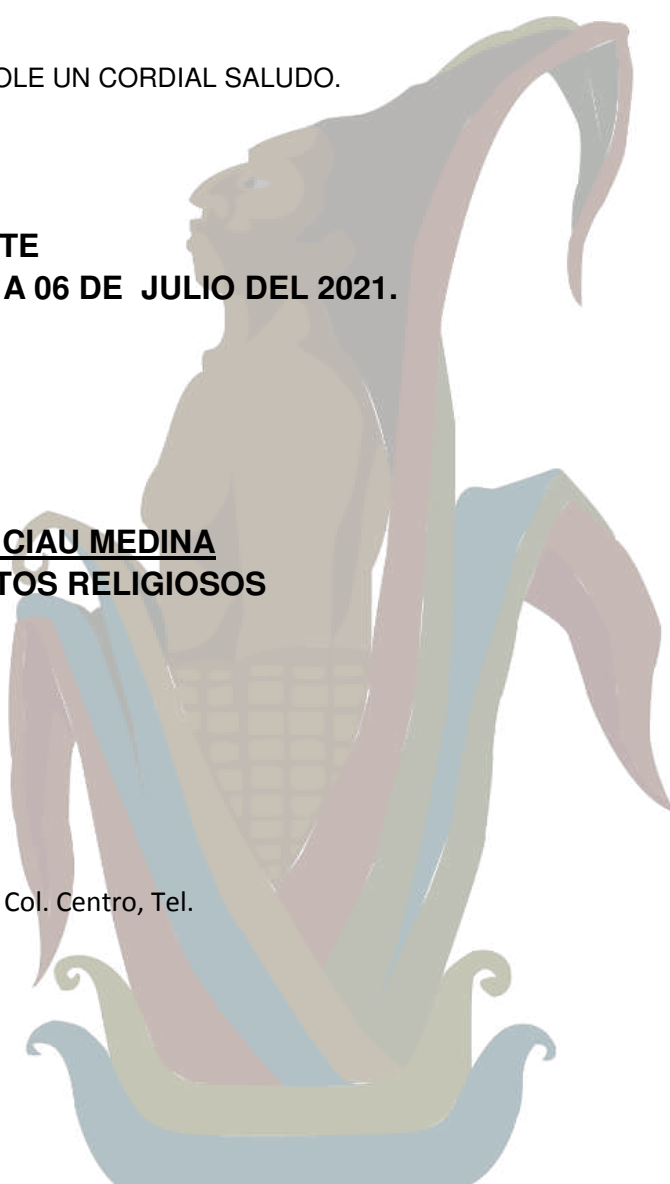 OLE UN CORDIAL SALUDO.
TE
A 06 DE JULIO DEL 2021.
CIAU MEDINA
TOS RELIGIOSOS
Col. Centro, Tel.